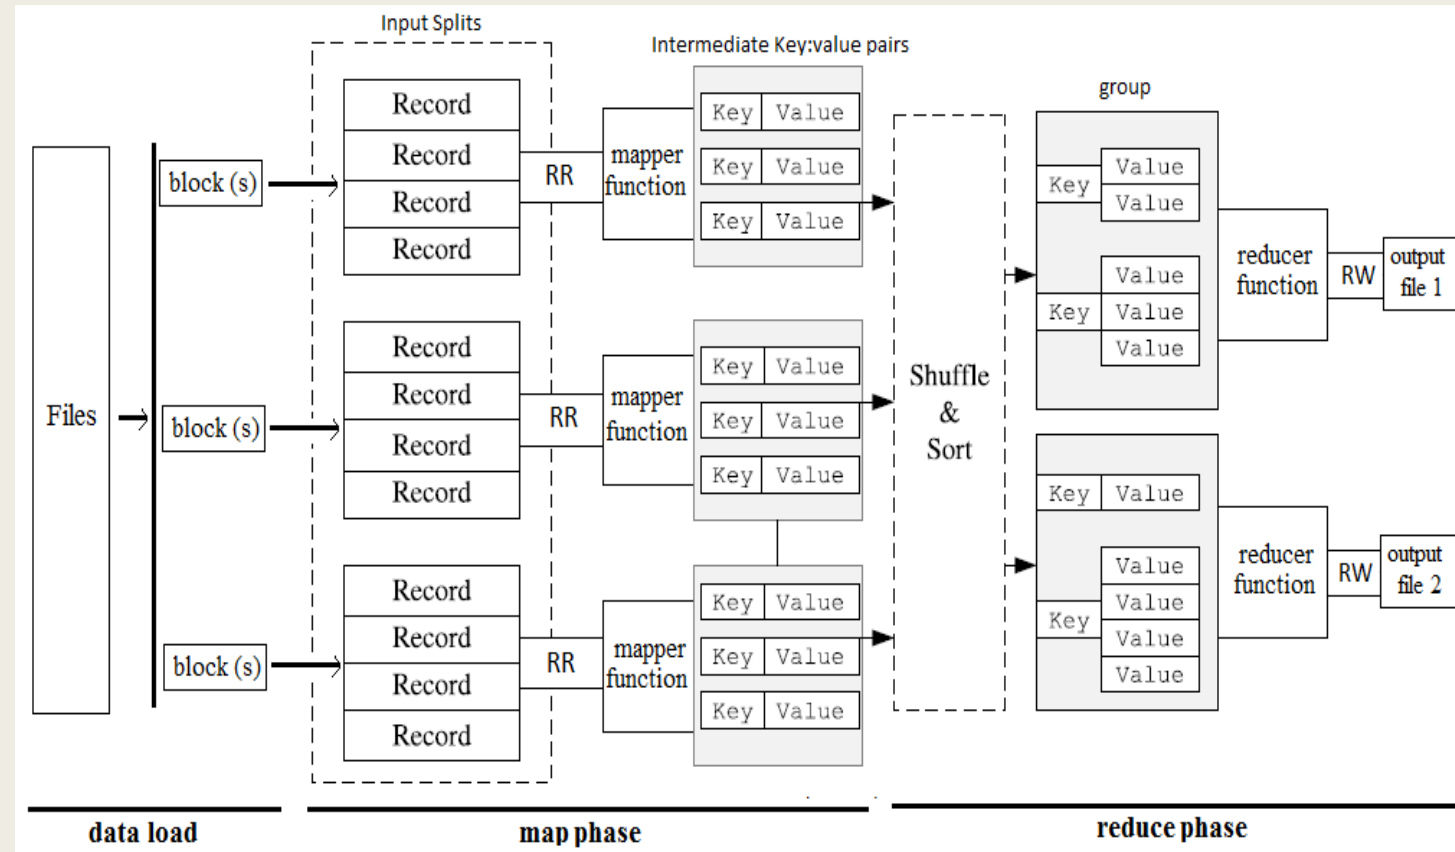 Input Splits
Intermediate Key:value pairs
group
Files
block (s)
Record
Record
Record
Record
RR
mapper
function
Key Value
Key Value
Key Value
block (s)
Record
Record
Record
Record
RR
mapper
function
Key Value
Key Value
Key Value
block (s)
Record
Record
Record
Record
RR
mapper
function
Key Value
Key Value
Key Value
Shuffle
&
Sort
Key
Value
Value
Key
Value
Value
Value
reducer
function
RW
output
file 1
Key Value
Key
Value
Value
Value
Value
reducer
function
RW
output
file 2
data load
map phase
reduce phase